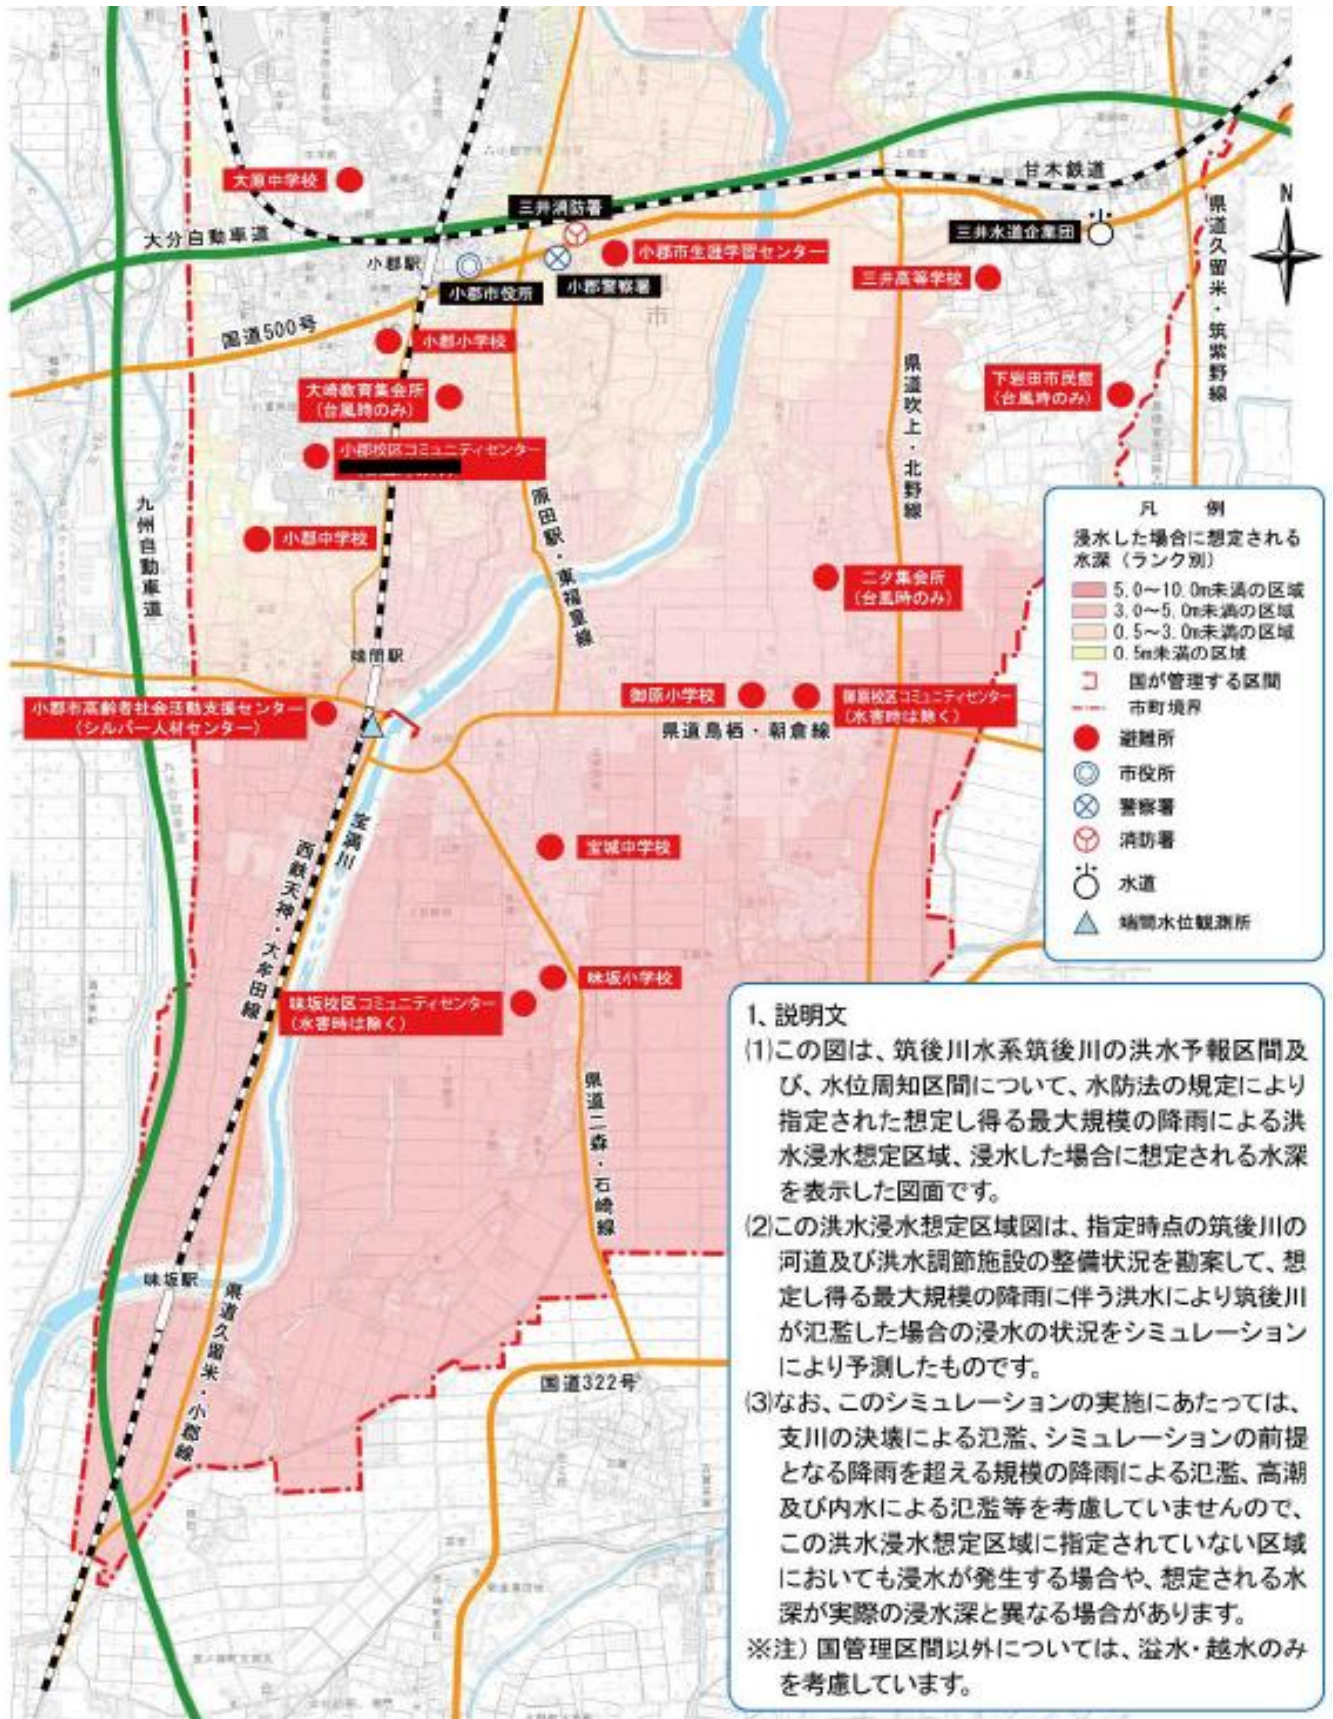 大原中学校
甘木鉄道
三井消防署
大分自動車道
小郡駅
小郡市生涯学習センター
三井水道企業団
県道久留米・筑紫野線
N
小郡市役所
小郡警察署
三井高等学校
市
国道500号
小郡小学校
県道吹上・北野線
大崎教育集会所
(台風時のみ)
下岩田市民館
(台風時のみ)
小郡校区コミュニティセンター
原田駅・東福童線
九州自動車道
小郡中学校
二タ集会所
(台風時のみ)
端間駅
小郡市高齢者社会活動支援センター
(シルバー人材センター)
御原小学校
御原校区コミュニティセンター
(水害時は除く)
県道鳥栖・朝倉線
宝満川
西鉄天神・大牟田線
宝城中学校
味坂小学校
味坂校区コミュニティセンター
(水害時は除く)
県道二森・石崎線
味坂駅
県道久留米・小郡線
国道322号
凡 例
浸水した場合に想定される
水深(ランク別)
5.0~10.0m未満の区域
3.0~5.0m未満の区域
0.5~3.0m未満の区域
0.5m未満の区域
国が管理する区間
市町境界
避難所
市役所
警察署
消防署
水道
端間水位観測所
1、説明文
(1)この図は、筑後川水系筑後川の洪水予報区間及
び、水位周知区間について、水防法の規定により
指定された想定し得る最大規模の降雨による洪
水浸水想定区域、浸水した場合に想定される水深
を表示した図面です。
(2)この洪水浸水想定区域図は、指定時点の筑後川の
河道及び洪水調節施設の整備状況を勘案して、想
定し得る最大規模の降雨に伴う洪水により筑後川
が氾濫した場合の浸水の状況をシミュレーション
により予測したものです。
(3)なお、このシミュレーションの実施にあたっては、
支川の決壊による氾濫、シミュレーションの前提
となる降雨を超える規模の降雨による氾濫、高潮
及び内水による氾濫等を考慮していませんので、
この洪水浸水想定区域に指定されていない区域
においても浸水が発生する場合や、想定される水
深が実際の浸水深と異なる場合があります。
※注)国管理区間以外については、溢水・越水のみ
を考慮しています。